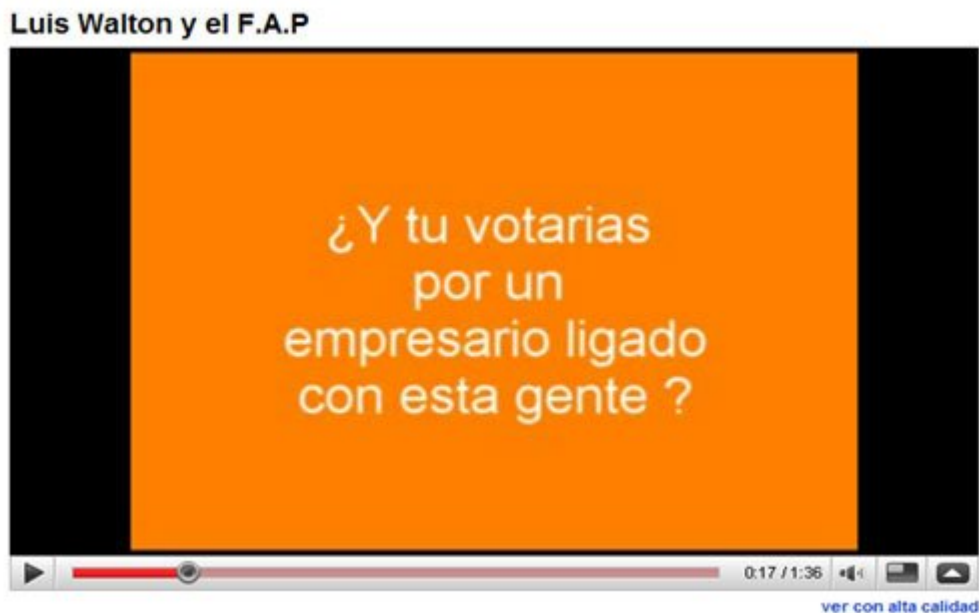 Luis Walton y el F.A.P
¿Y tu votarias
por un
empresario ligado
con esta gente ?
0:17 / 1:36
ver con alta calidad